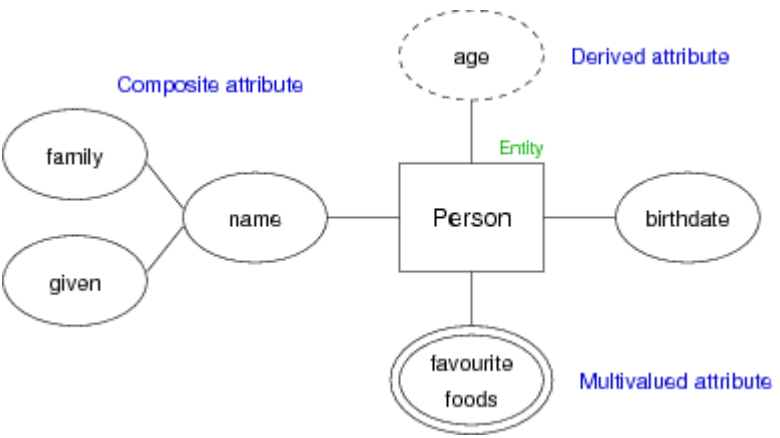 age
Derived attribute
Composite attribute
Entity
family
name
Person
birthdate
given
favourite
foods
Multivalued attribute